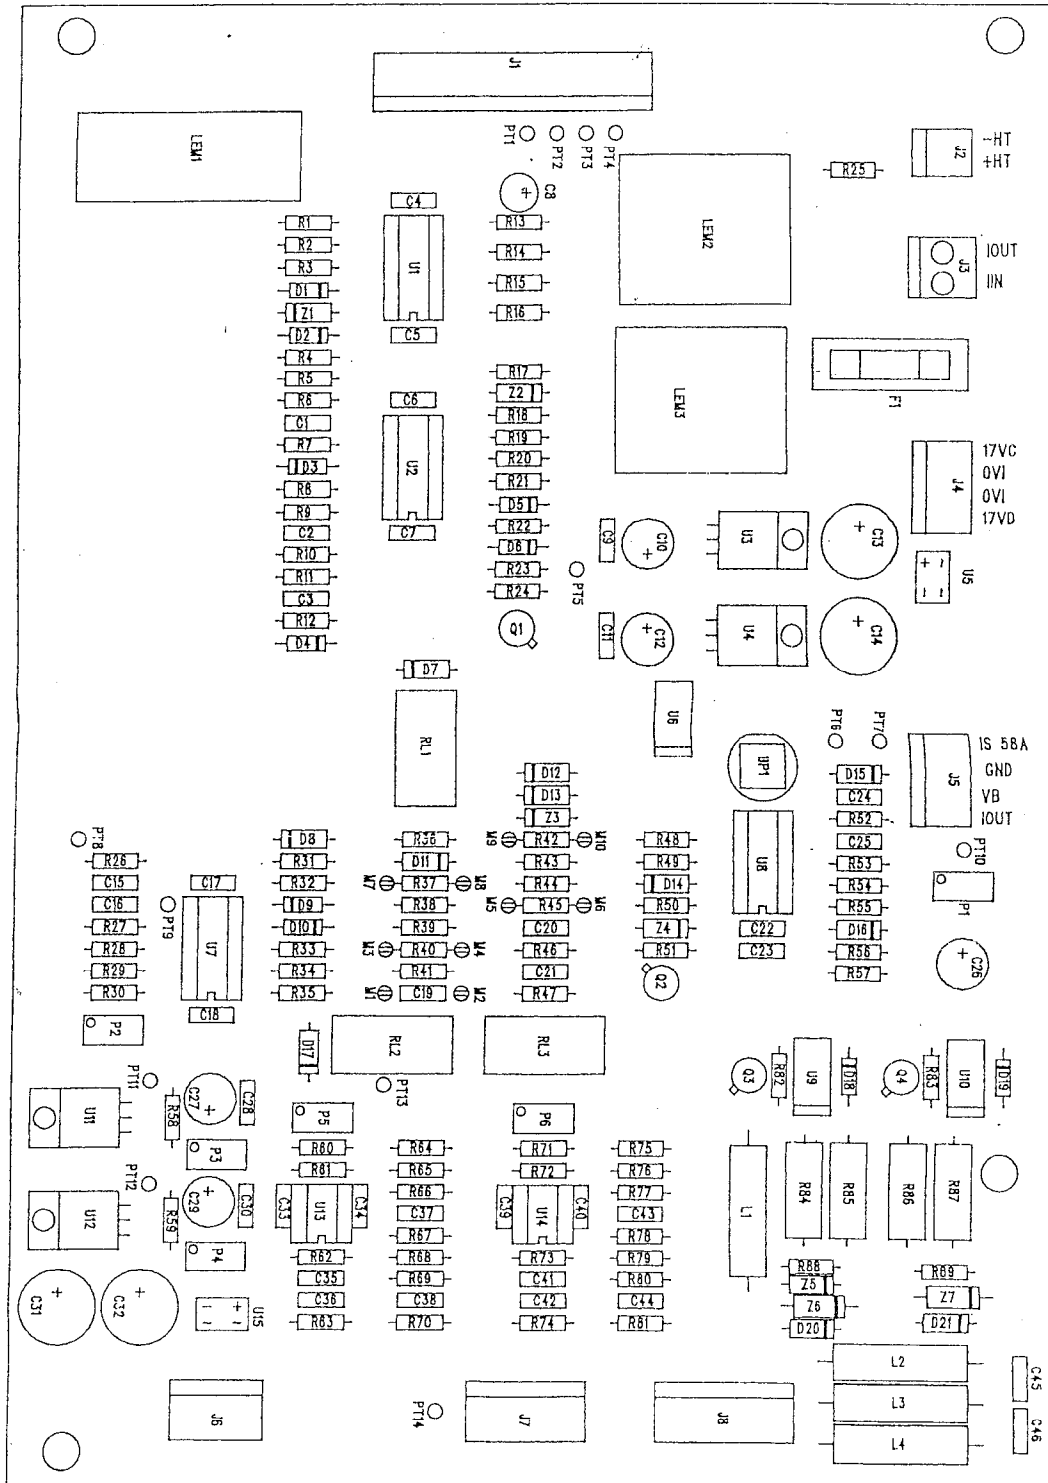 J1
LEM1
PT1
PT2
PT3
PT4
C8
J2
-HT
+HT
R25
LEM2
C4
U1
C5
R1
R2
R3
D1
Z1
D2
R4
R5
R6
C1
R7
D3
R8
R9
C2
R10
R11
C3
R12
D4
R13
R14
R15
R16
J3
IOUT
IIN
LEM3
F1
C6
U2
C7
R17
Z2
R18
R19
R20
R21
D5
R22
D6
R23
R24
PT5
Q1
J4
17VC
0VI
0VI
17VD
C9
C10
U3
C13
U5
C11
C12
U4
C14
D7
RL1
U6
UP1
PT6
PT7
J5
IS 58A
GND
VB
IOUT
D12
D13
Z3
D15
C24
R52
C25
R53
R54
R55
D16
R56
R57
PT10
P1
C26
PT8
R26
C15
C16
R27
R28
R29
R30
P2
C17
PT9
U7
C18
D8
R31
R32
D9
D10
R33
R34
R35
R36
D11
M7
R37
M8
R38
R39
M3
R40
M4
R41
M1
C19
M2
M9
R42
M10
R43
R44
M5
R45
M6
C20
R46
C21
R47
R48
R49
D14
R50
Z4
R51
Q2
U8
C22
C23
D17
RL2
RL3
PT13
PT11
U11
R58
C27
C28
P3
PT12
U12
R59
C29
C30
P4
C31
C32
U15
P5
R60
R61
C33
U13
C34
R62
C35
C36
R63
R64
R65
R66
C37
R67
R68
R69
C38
R70
P6
R71
R72
C39
U14
C40
R73
C41
C42
R74
R75
R76
R77
C43
R78
R79
R80
C44
R81
Q3
R82
U9
D18
Q4
R83
U10
D19
L1
R84
R85
R86
R87
R88
Z5
Z6
D20
R89
Z7
D21
L2
L3
L4
C45
C46
J6
PT14
J7
J8